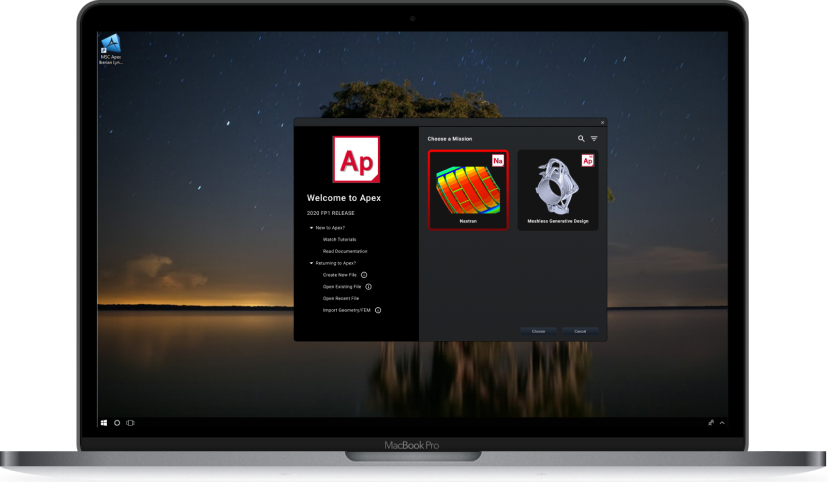 MSC Apex
Iberian Lyn...
Ap
Welcome to Apex
2020 FP1 RELEASE
New to Apex?
Watch Tutorials
Read Documentation
Returning to Apex?
Create New File
Open Existing File
Open Recent File
Import Geometry/FEM
Choose a Mission
Na
Nastran
Ap
Meshless Generative Design
Choose
Cancel
MacBook Pro